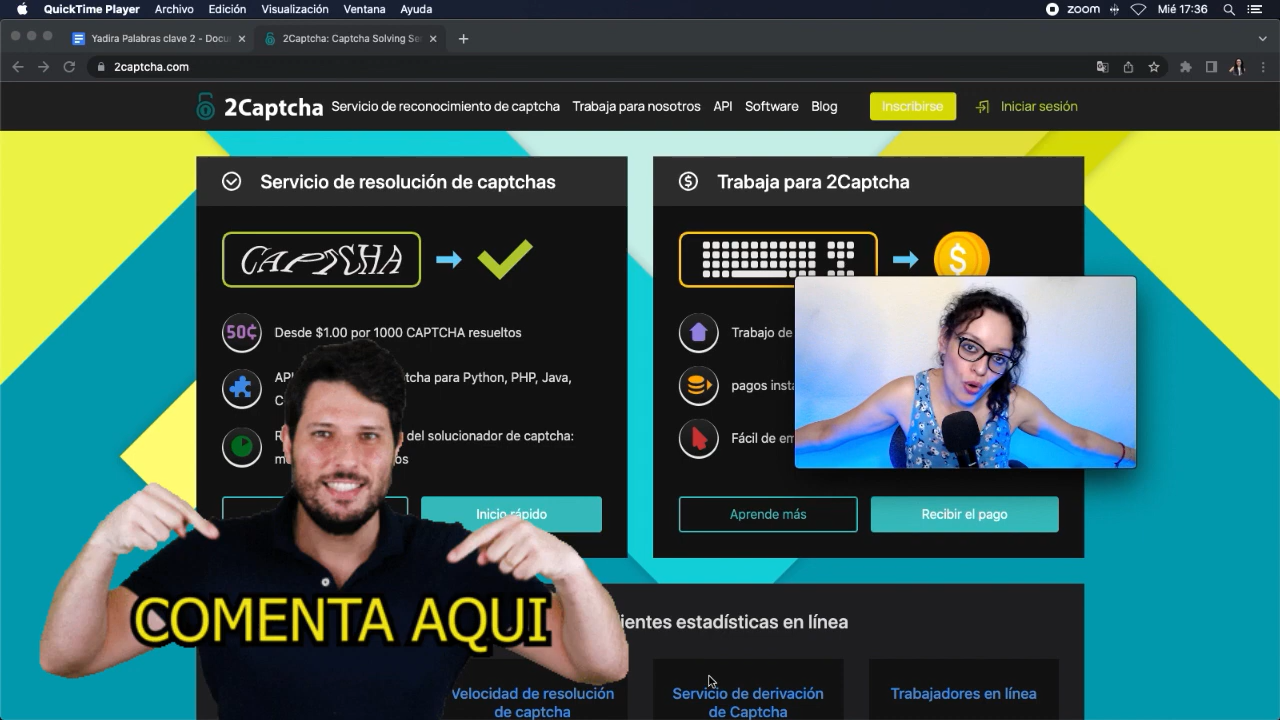 QuickTime Player Archivo Edición Visualización Ventana Ayuda zoom Mié 17:36
Yadira Palabras clave 2 - Docu
2Captcha: Captcha Solving Se
2captcha.com
2Captcha Servicio de reconocimiento de captcha Trabaja para nosotros API Software Blog Inscribirse Iniciar sesión
Servicio de resolución de captchas
CAPTCHA
50¢ Desde $1.00 por 1000 CAPTCHA resueltos
tcha para Python, PHP, Java,
del solucionador de captcha:
Inicio rápido
Trabaja para 2Captcha
$
Trabajo de
pagos inst
Fácil de em
Aprende más
Recibir el pago
COMENTA AQUI
ientes estadísticas en línea
Velocidad de resolución
de captcha
Servicio de derivación
de Captcha
Trabajadores en línea